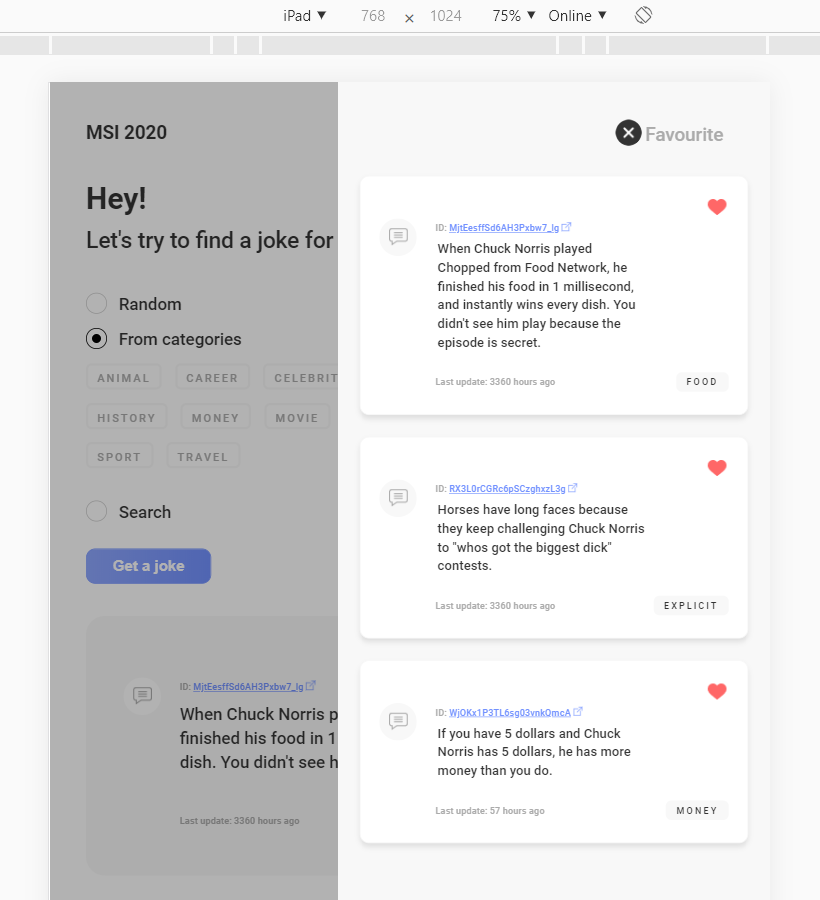 iPad ▼ 768 × 1024 75% ▼ Online ▼
MSI 2020
Hey!
Let's try to find a joke for
Random
From categories
ANIMAL CAREER CELEBRIT
HISTORY MONEY MOVIE
SPORT TRAVEL
Search
Get a joke
ID: MjtEesffSd6AH3Pxbw7_lg
When Chuck Norris p
finished his food in 1
dish. You didn't see h
Last update: 3360 hours ago
Favourite
ID: MjtEesffSd6AH3Pxbw7_lg
When Chuck Norris played
Chopped from Food Network, he
finished his food in 1 millisecond,
and instantly wins every dish. You
didn't see him play because the
episode is secret.
Last update: 3360 hours ago
FOOD
ID: RX3L0rCGRc6pSCzghxzL3g
Horses have long faces because
they keep challenging Chuck Norris
to "whos got the biggest dick"
contests.
Last update: 3360 hours ago
EXPLICIT
ID: WjOKx1P3TL6sg03vnkQmcA
If you have 5 dollars and Chuck
Norris has 5 dollars, he has more
money than you do.
Last update: 57 hours ago
MONEY